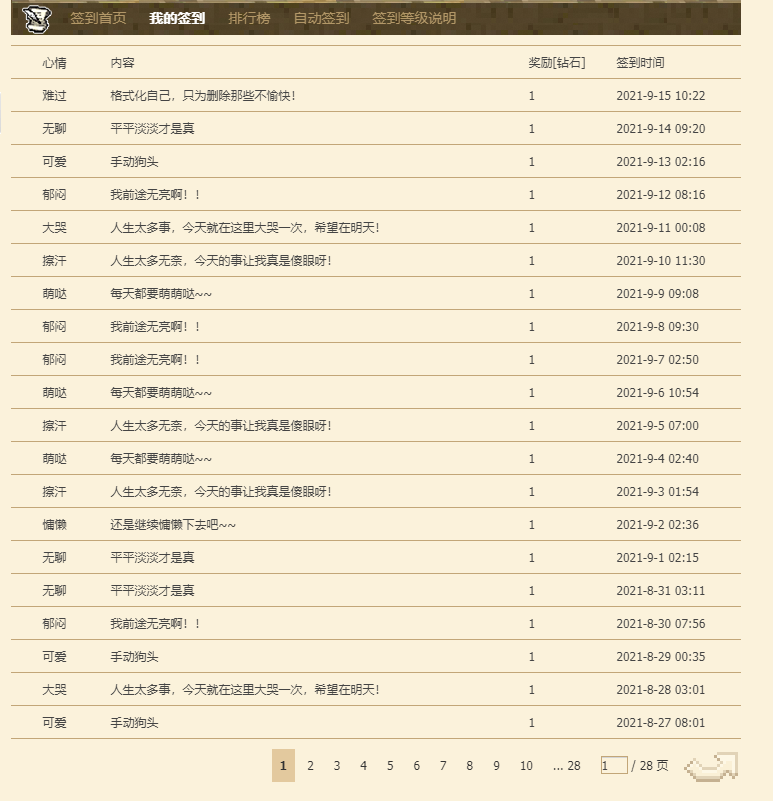 签到首页 我的签到 排行榜 自动签到 签到等级说明
心情 内容 奖励[钻石] 签到时间
难过 格式化自己，只为删除那些不愉快！ 1 2021-9-15 10:22
无聊 平平淡淡才是真 1 2021-9-14 09:20
可爱 手动狗头 1 2021-9-13 02:16
郁闷 我前途无亮啊！！ 1 2021-9-12 08:16
大哭 人生太多事，今天就在这里大哭一次，希望在明天！ 1 2021-9-11 00:08
擦汗 人生太多无奈，今天的事让我真是傻眼呀！ 1 2021-9-10 11:30
萌哒 每天都要萌萌哒~~ 1 2021-9-9 09:08
郁闷 我前途无亮啊！！ 1 2021-9-8 09:30
郁闷 我前途无亮啊！！ 1 2021-9-7 02:50
萌哒 每天都要萌萌哒~~ 1 2021-9-6 10:54
擦汗 人生太多无奈，今天的事让我真是傻眼呀！ 1 2021-9-5 07:00
萌哒 每天都要萌萌哒~~ 1 2021-9-4 02:40
擦汗 人生太多无奈，今天的事让我真是傻眼呀！ 1 2021-9-3 01:54
慵懒 还是继续慵懒下去吧~~ 1 2021-9-2 02:36
无聊 平平淡淡才是真 1 2021-9-1 02:15
无聊 平平淡淡才是真 1 2021-8-31 03:11
郁闷 我前途无亮啊！！ 1 2021-8-30 07:56
可爱 手动狗头 1 2021-8-29 00:35
大哭 人生太多事，今天就在这里大哭一次，希望在明天！ 1 2021-8-28 03:01
可爱 手动狗头 1 2021-8-27 08:01
1 2 3 4 5 6 7 8 9 10 ... 28 1 / 28 页